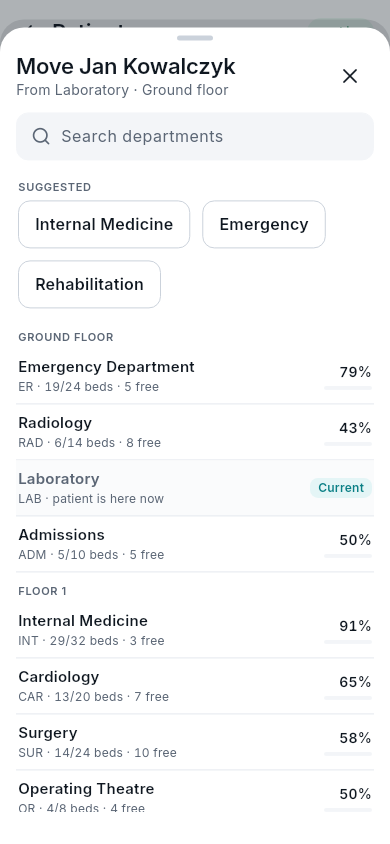 Move Jan Kowalczyk
From Laboratory · Ground floor
Search departments
SUGGESTED
Internal Medicine
Emergency
Rehabilitation
GROUND FLOOR
Emergency Department
79%
ER · 19/24 beds · 5 free
Radiology
43%
RAD · 6/14 beds · 8 free
Laboratory
Current
LAB · patient is here now
Admissions
50%
ADM · 5/10 beds · 5 free
FLOOR 1
Internal Medicine
91%
INT · 29/32 beds · 3 free
Cardiology
65%
CAR · 13/20 beds · 7 free
Surgery
58%
SUR · 14/24 beds · 10 free
Operating Theatre
50%
OR · 4/8 beds · 4 free